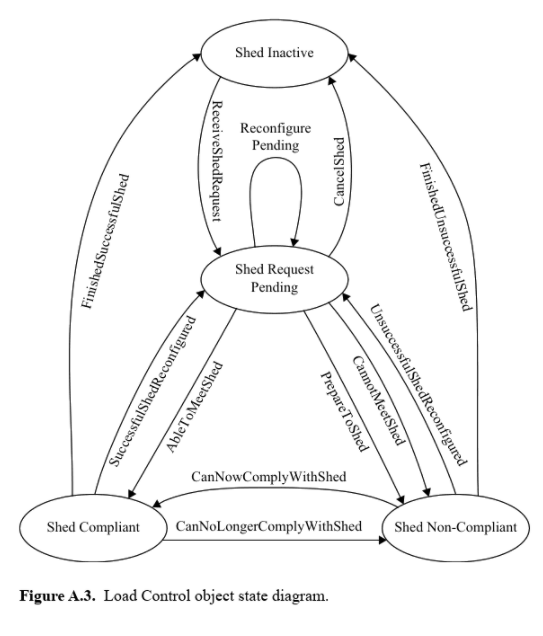 Shed Inactive
ReceiveShedRequest
Reconfigure
Pending
CancelShed
FinishedSuccessfulShed
FinishedUnsuccessfulShed
Shed Request
Pending
SuccessfulShedReconfigured
AbleToMeetShed
PrepareToShed
CannotMeetShed
UnsuccessfulShedReconfigured
CanNowComplyWithShed
Shed Compliant
CanNoLongerComplyWithShed
Shed Non-Compliant
Figure A.3. Load Control object state diagram.